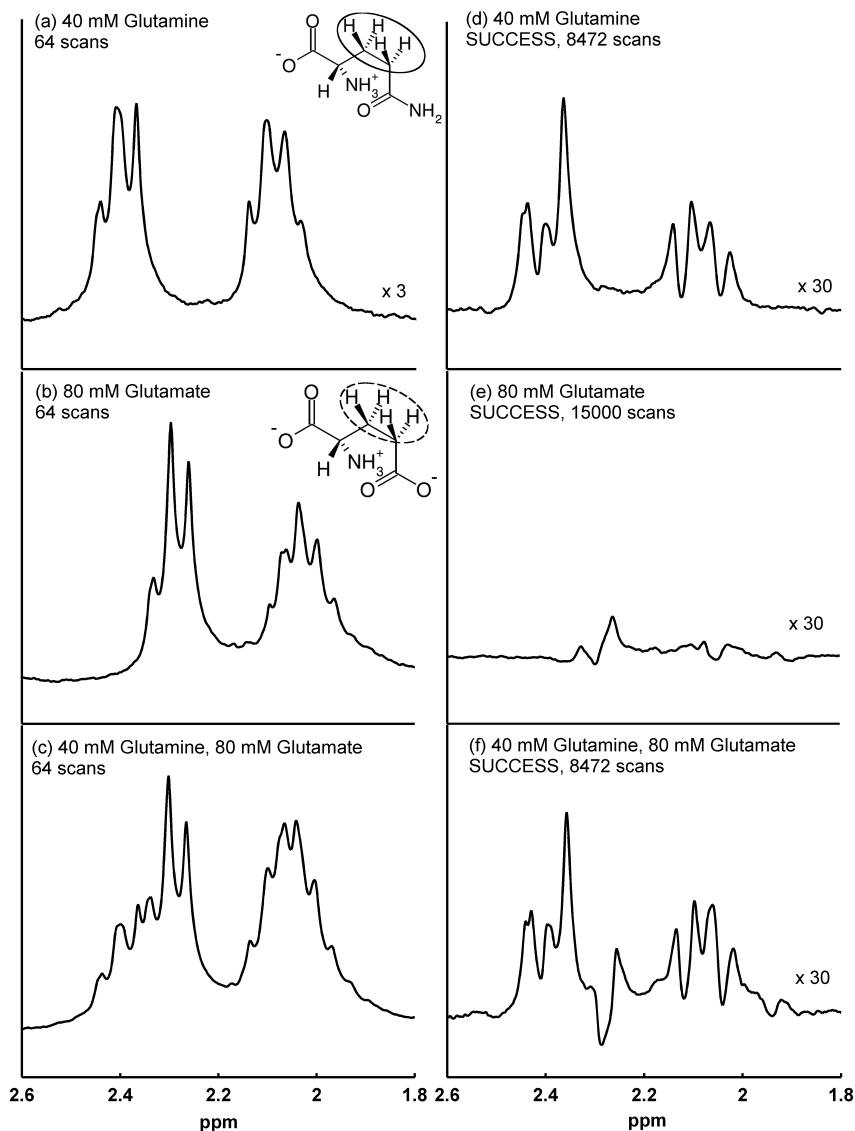 (a) 40 mM Glutamine
64 scans
O
-
O
H
H
H
H
H
NH3+
O
NH2
x 3
(d) 40 mM Glutamine
SUCCESS, 8472 scans
x 30
(b) 80 mM Glutamate
64 scans
O
-
O
H
H
H
H
H
NH3+
O
O-
(e) 80 mM Glutamate
SUCCESS, 15000 scans
x 30
(c) 40 mM Glutamine, 80 mM Glutamate
64 scans
(f) 40 mM Glutamine, 80 mM Glutamate
SUCCESS, 8472 scans
x 30
2.6 2.4 2.2 2 1.8
ppm
2.6 2.4 2.2 2 1.8
ppm